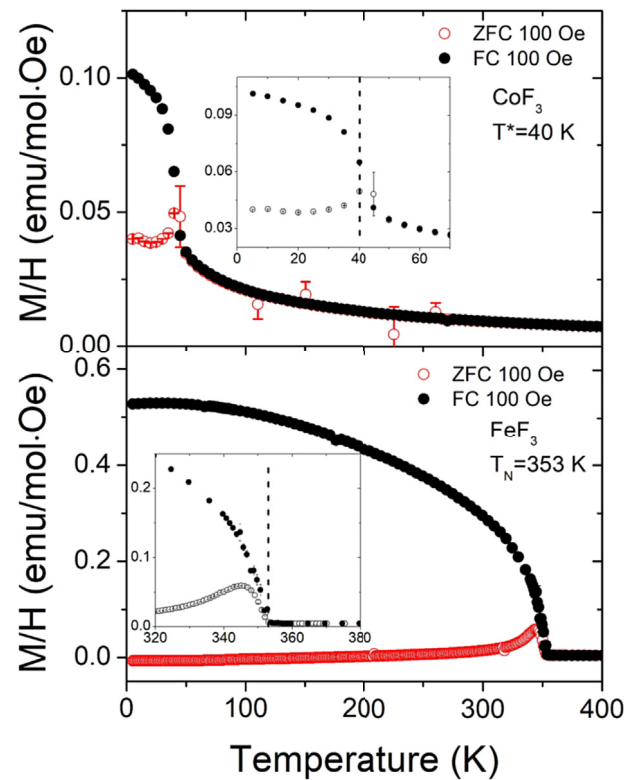 ZFC 100 Oe
FC 100 Oe
CoF3
T*=40 K
M/H (emu/mol·Oe)
0.10
0.05
0.00
0.09
0.06
0.03
0 20 40 60
ZFC 100 Oe
FC 100 Oe
FeF3
TN=353 K
M/H (emu/mol·Oe)
0.6
0.4
0.2
0.0
0.2
0.1
0.0
320 340 360 380
0 100 200 300 400
Temperature (K)